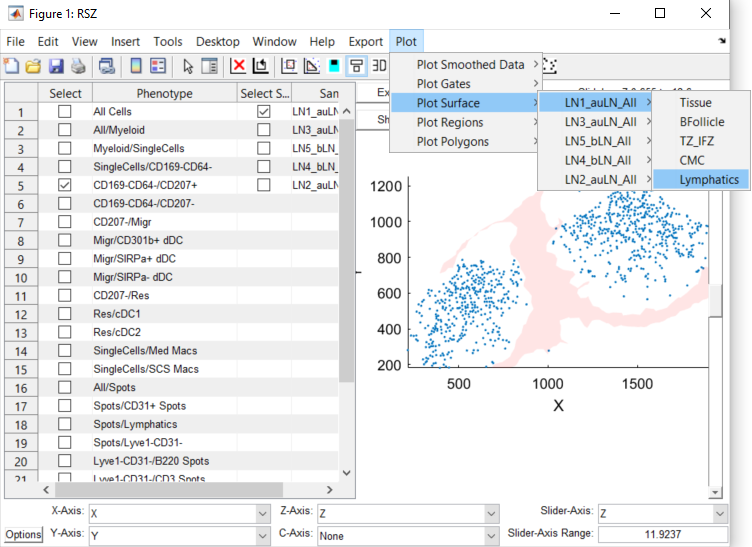 Figure 1: RSZ
File Edit View Insert Tools Desktop Window Help Export Plot
3D
Plot Smoothed Data
Plot Gates
Plot Surface
Plot Regions
Plot Polygons
LN1_auLN_All
LN3_auLN_All
LN5_bLN_All
LN4_bLN_All
LN2_auLN_All
Tissue
BFollicle
TZ_IFZ
CMC
Lymphatics
Select Phenotype Select S... San
1 All Cells LN1_auLN
2 All/Myeloid LN3_auLN
3 Myeloid/SingleCells LN5_bLN_
4 SingleCells/CD169-CD64- LN4_bLN_
5 CD169-CD64-/CD207+ LN2_auLN
6 CD169-CD64-/CD207-
7 CD207-/Migr
8 Migr/CD301b+ dDC
9 Migr/SIRPa+ dDC
10 Migr/SIRPa- dDC
11 CD207-/Res
12 Res/cDC1
13 Res/cDC2
14 SingleCells/Med Macs
15 SingleCells/SCS Macs
16 All/Spots
17 Spots/CD31+ Spots
18 Spots/Lymphatics
19 Spots/Lyve1-CD31-
20 Lyve1-CD31-/B220 Spots
21 Lyve1-CD31-/CD3 Spots
Ex
Sh
1200
1000
800
600
400
200
500 1000 1500
X
X-Axis: X Z-Axis: Z Slider-Axis: Z
Options Y-Axis: Y C-Axis: None Slider-Axis Range: 11.9237